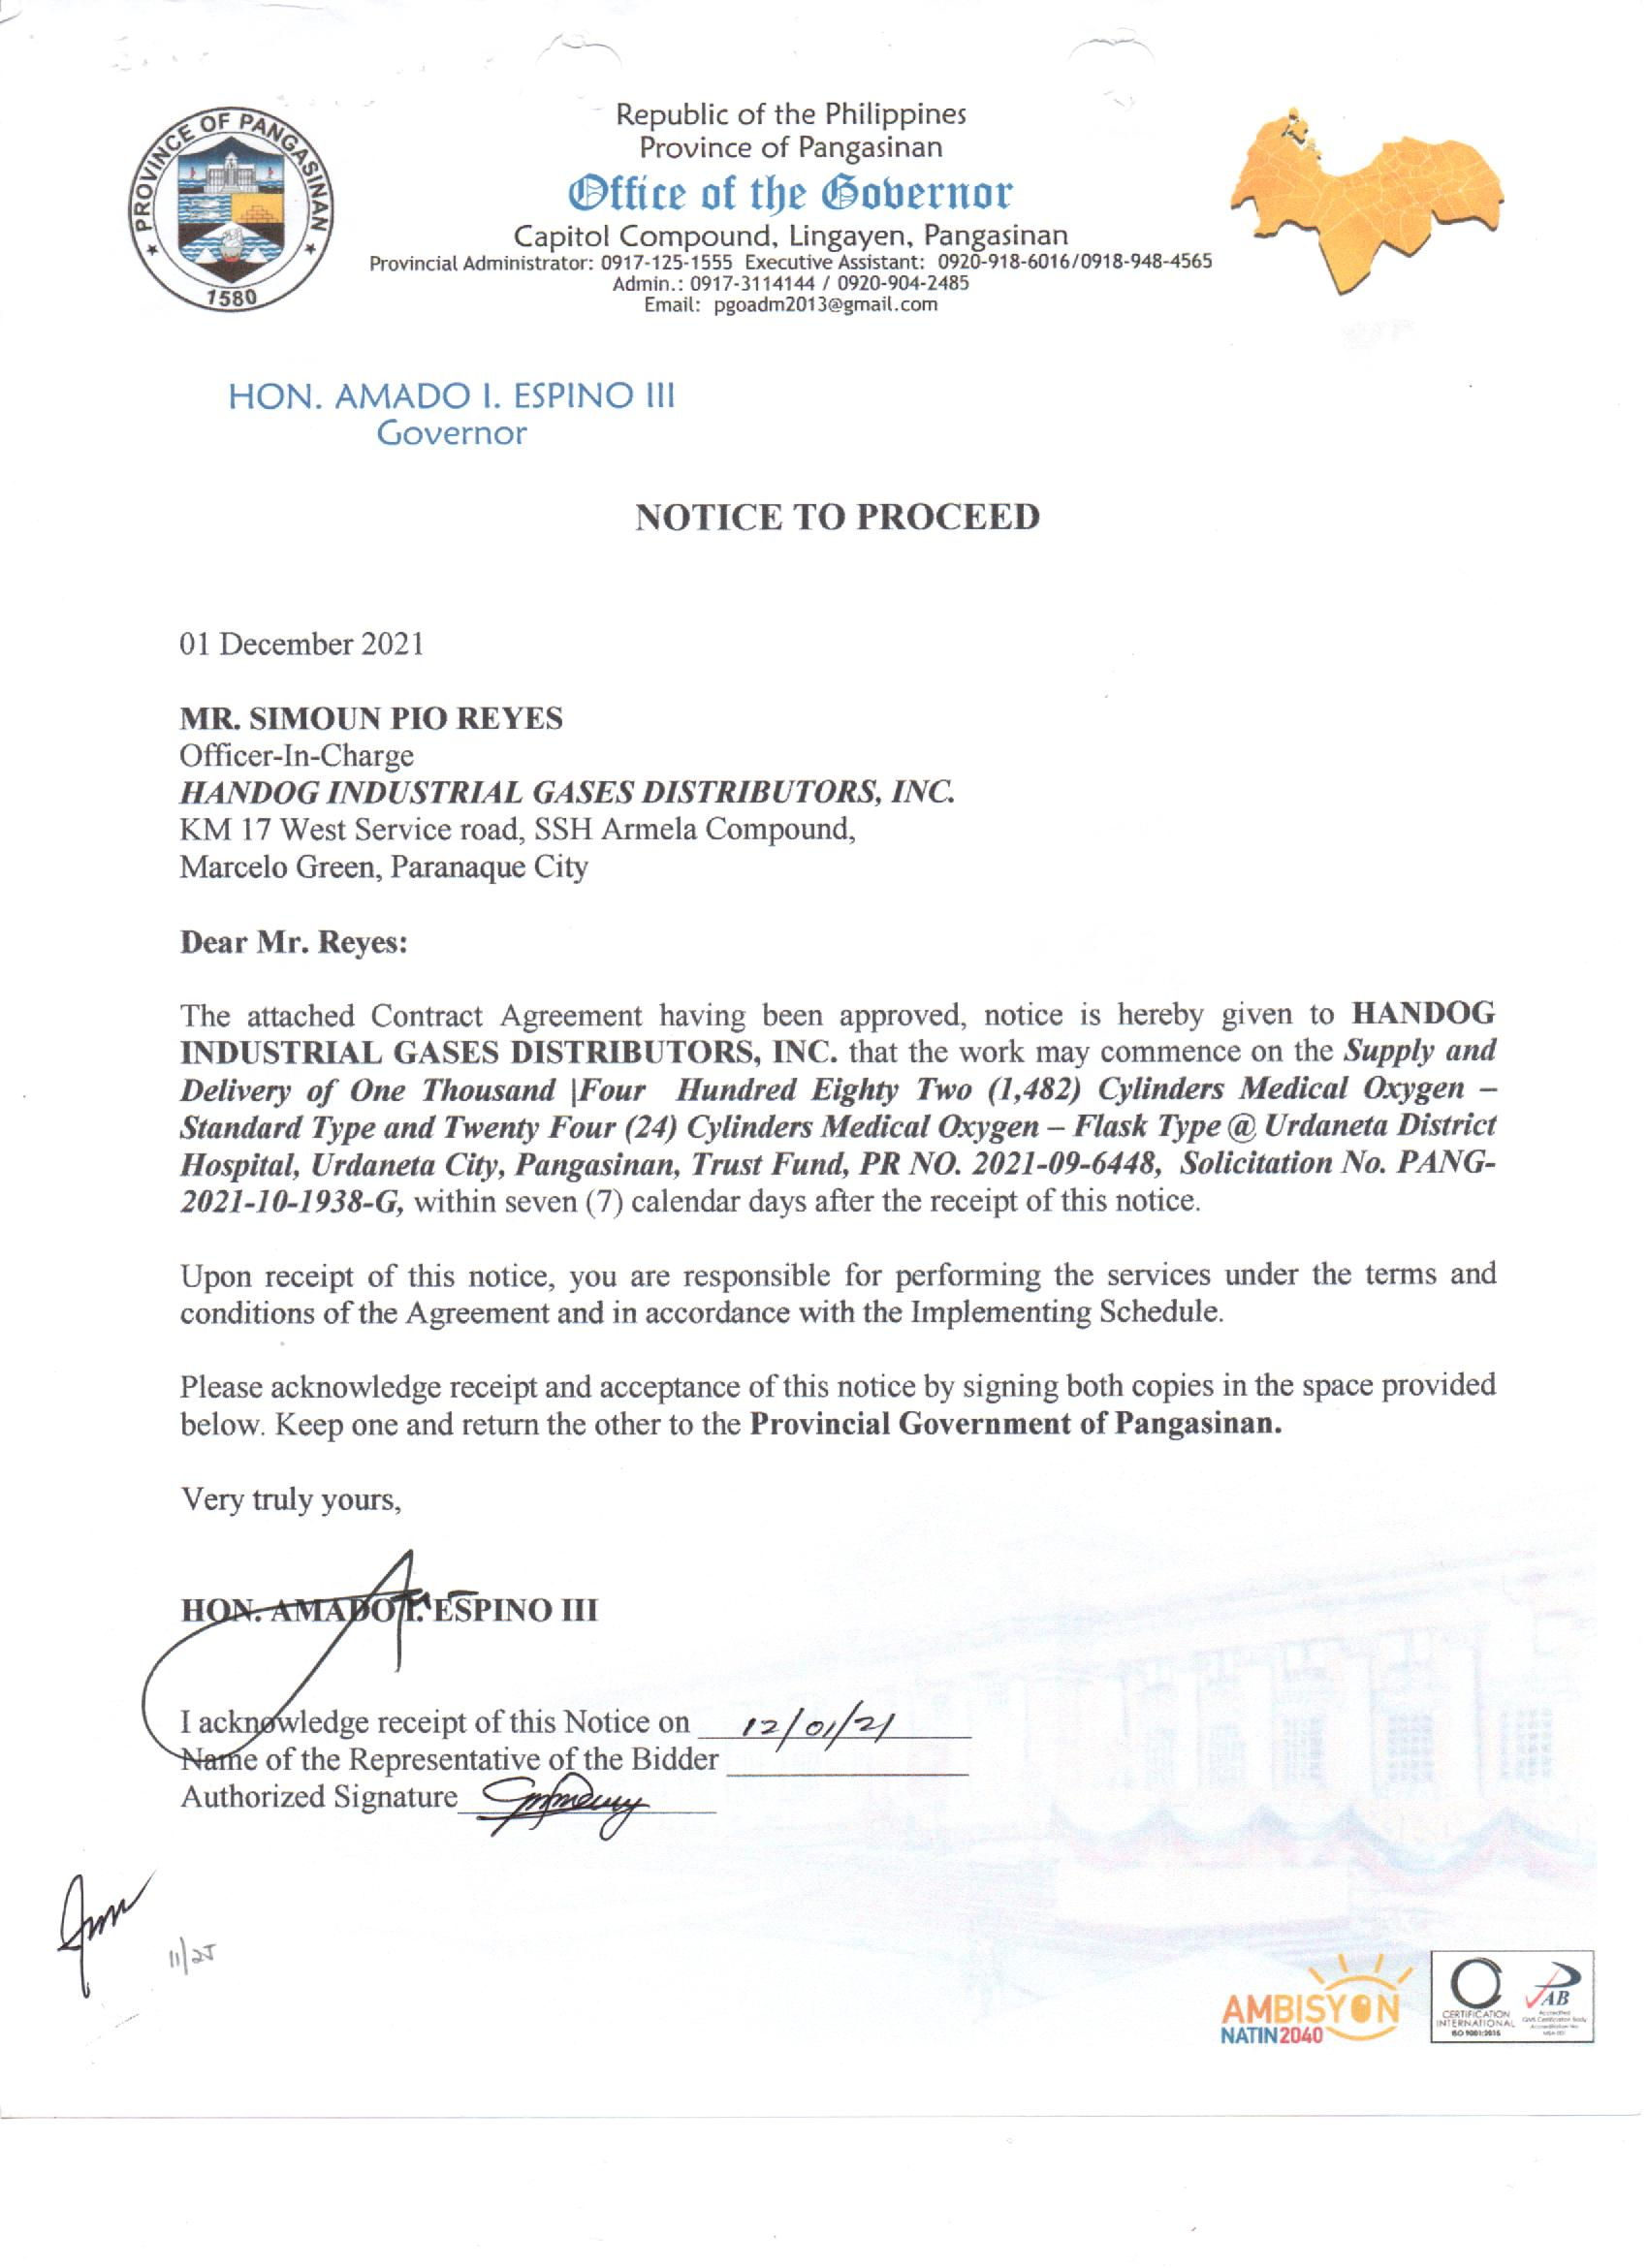 PROVINCE OF PANGASINAN
1580
Republic of the Philippines
Province of Pangasinan
Office of the Governor
Capitol Compound, Lingayen, Pangasinan
Provincial Administrator: 0917-125-1555 Executive Assistant: 0920-918-6016/0918-948-4565
Admin.: 0917-3114144 / 0920-904-2485
Email: pgoadm2013@gmail.com
HON. AMADO I. ESPINO III
Governor
NOTICE TO PROCEED
01 December 2021
MR. SIMOUN PIO REYES
Officer-In-Charge
HANDOG INDUSTRIAL GASES DISTRIBUTORS, INC.
KM 17 West Service road, SSH Armela Compound,
Marcelo Green, Paranaque City
Dear Mr. Reyes:
The attached Contract Agreement having been approved, notice is hereby given to HANDOG
INDUSTRIAL GASES DISTRIBUTORS, INC. that the work may commence on the Supply and
Delivery of One Thousand |Four Hundred Eighty Two (1,482) Cylinders Medical Oxygen –
Standard Type and Twenty Four (24) Cylinders Medical Oxygen – Flask Type @ Urdaneta District
Hospital, Urdaneta City, Pangasinan, Trust Fund, PR NO. 2021-09-6448, Solicitation No. PANG-
2021-10-1938-G, within seven (7) calendar days after the receipt of this notice.
Upon receipt of this notice, you are responsible for performing the services under the terms and
conditions of the Agreement and in accordance with the Implementing Schedule.
Please acknowledge receipt and acceptance of this notice by signing both copies in the space provided
below. Keep one and return the other to the Provincial Government of Pangasinan.
Very truly yours,
HON. AMADO I. ESPINO III
I acknowledge receipt of this Notice on 12/01/21
Name of the Representative of the Bidder
Authorized Signature
11/25
AMBISYON
NATIN 2040
CERTIFICATION
INTERNATIONAL
ISO 9001:2015
PAB
Accredited